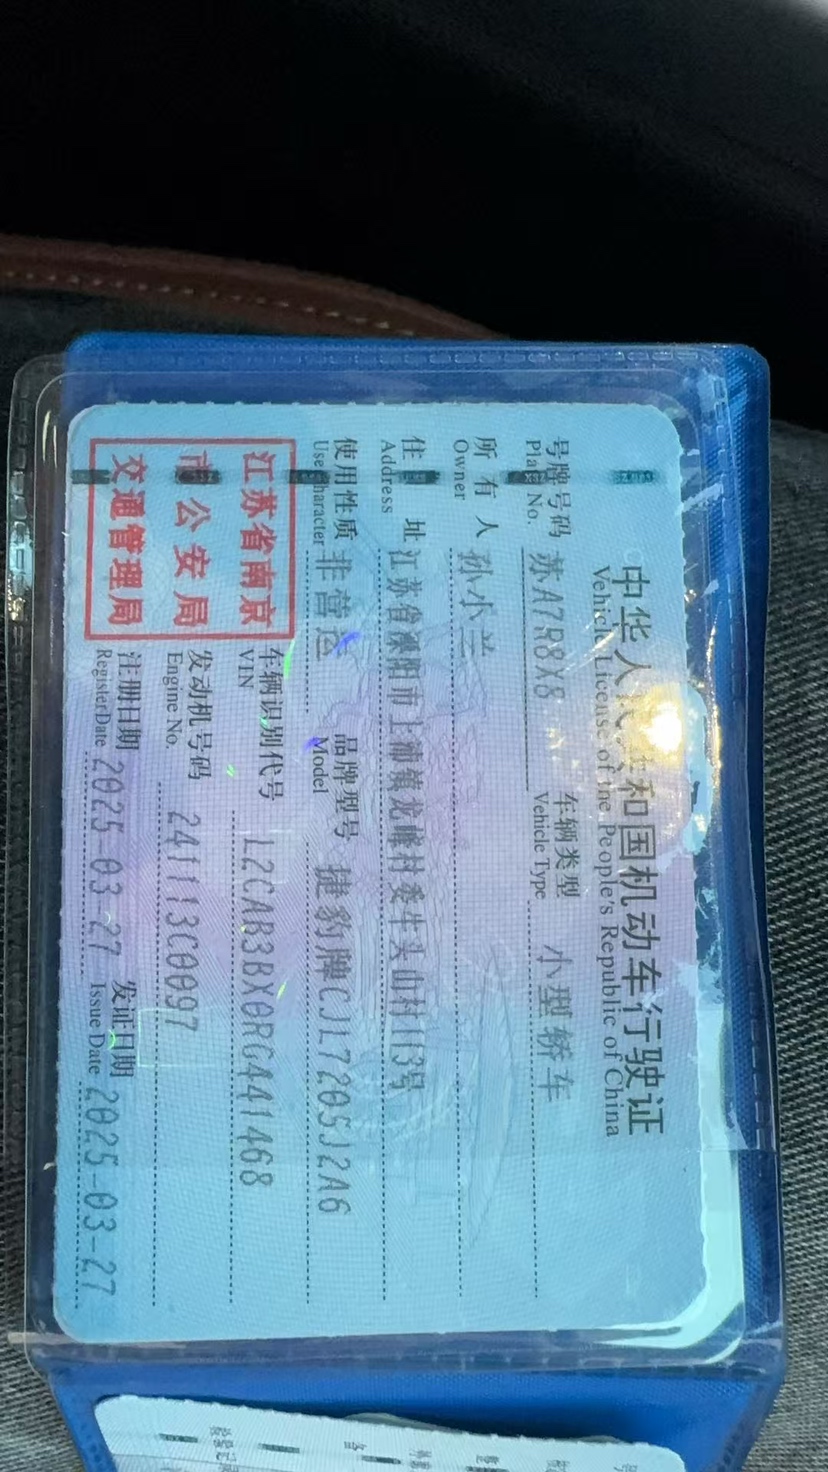 中华人民共和国机动车行驶证
Vehicle License of the People's Republic of China
号牌号码 苏A7R8X8 车辆类型 小型轿车
Plate No. Vehicle Type
所有人 孙小兰
Owner
住址 江苏省溧阳市上浦镇龙峰村委牛头山村113号
Address
使用性质 非营运 品牌型号 捷豹牌CJL7205J2A6
Use Character Model
江苏省南京
市公安局
交通管理局
车辆识别代号 L2CAB3BX0RG441468
VIN
发动机号码 241113C0097
Engine No.
注册日期 2025-03-27 发证日期 2025-03-27
Register Date Issue Date